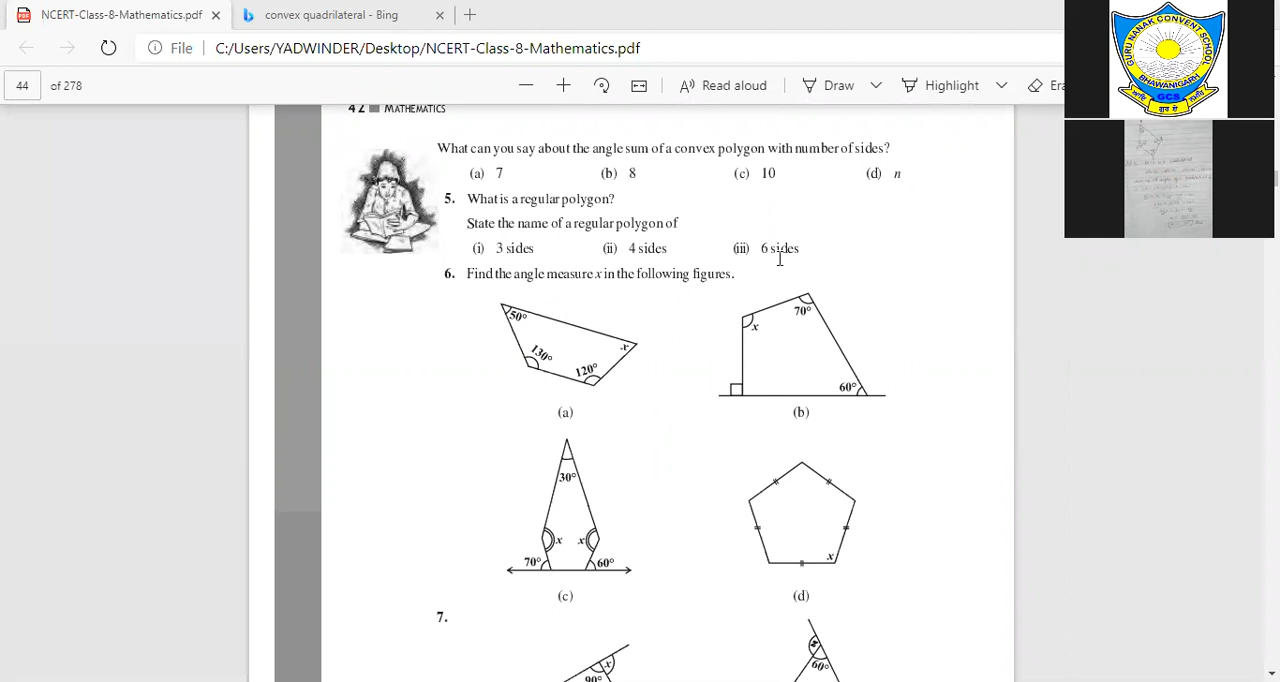 NCERT-Class-8-Mathematics.pdf
convex quadrilateral - Bing
File
C:/Users/YADWINDER/Desktop/NCERT-Class-8-Mathematics.pdf
44
of 278
Read aloud
Draw
Highlight
Era
GURU NANAK CONVENT SCHOOL
BHAWANIGARH
GCS
42 MATHEMATICS
What can you say about the angle sum of a convex polygon with number of sides?
(a) 7 (b) 8 (c) 10 (d) n
5. What is a regular polygon?
State the name of a regular polygon of
(i) 3 sides (ii) 4 sides (iii) 6 sides
6. Find the angle measure x in the following figures.
50°
130°
120°
x
(a)
70°
x
60°
(b)
30°
x x
70° 60°
(c)
x
(d)
7.
x
90°
60°